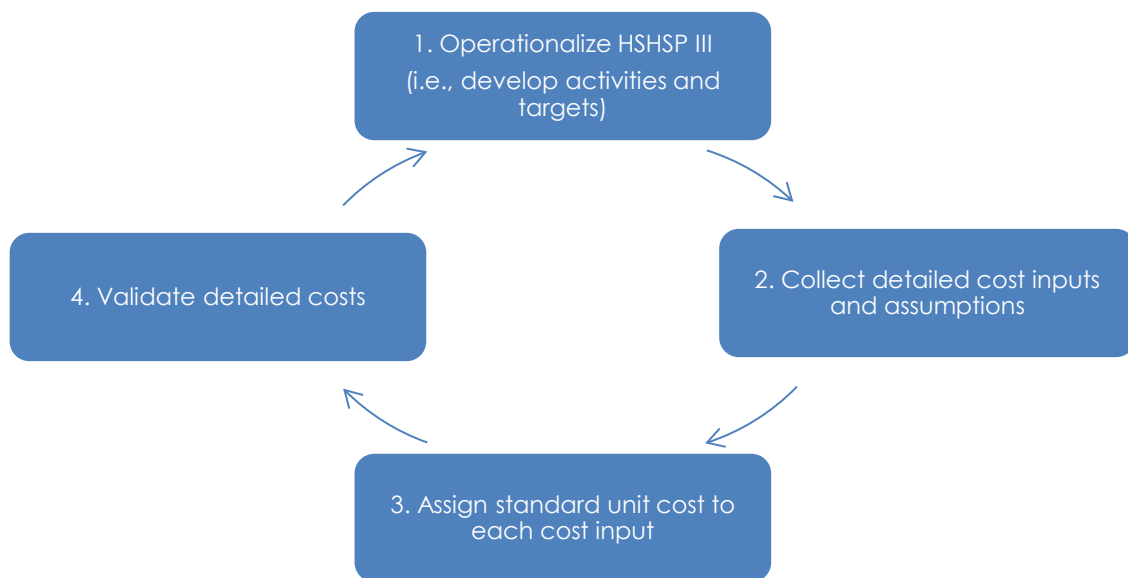 1. Operationalize HSHSP III
(i.e., develop activities and
targets)
2. Collect detailed cost inputs
and assumptions
3. Assign standard unit cost to
each cost input
4. Validate detailed costs